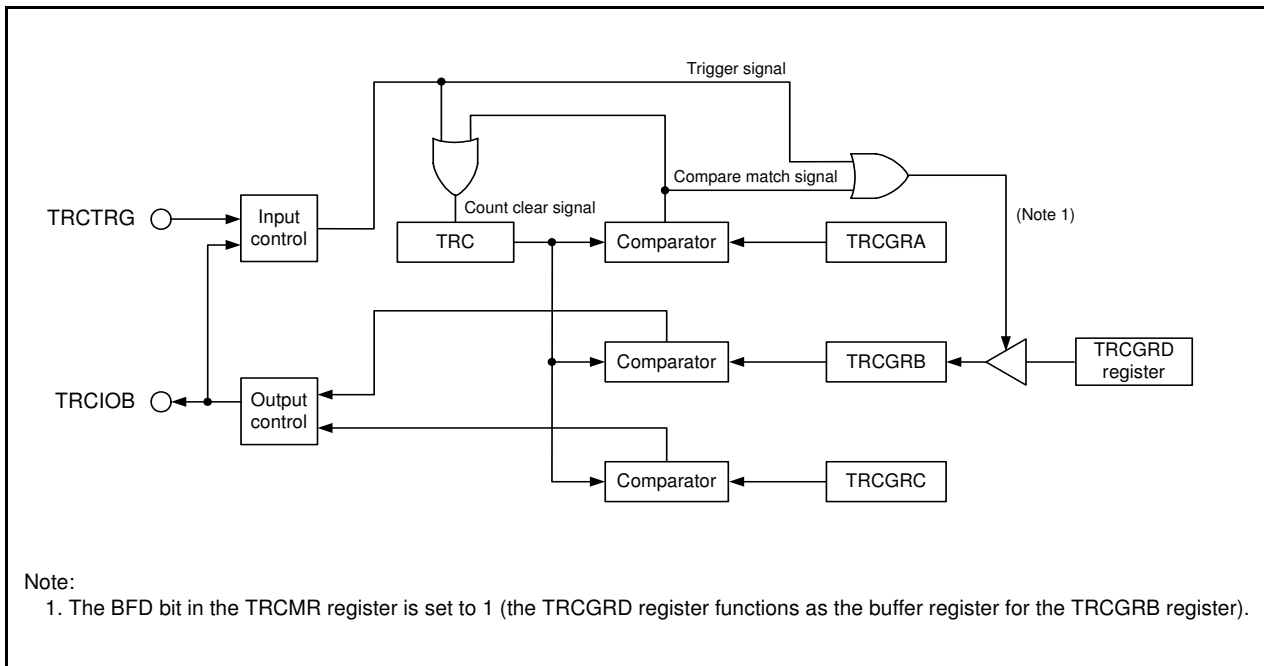 Trigger signal
Compare match signal
TRCTRG
Input
control
Count clear signal
(Note 1)
TRC
Comparator
TRCGRA
Comparator
TRCGRB
TRCGRD
register
TRCIOB
Output
control
Comparator
TRCGRC
Note:
1. The BFD bit in the TRCMR register is set to 1 (the TRCGRD register functions as the buffer register for the TRCGRB register).